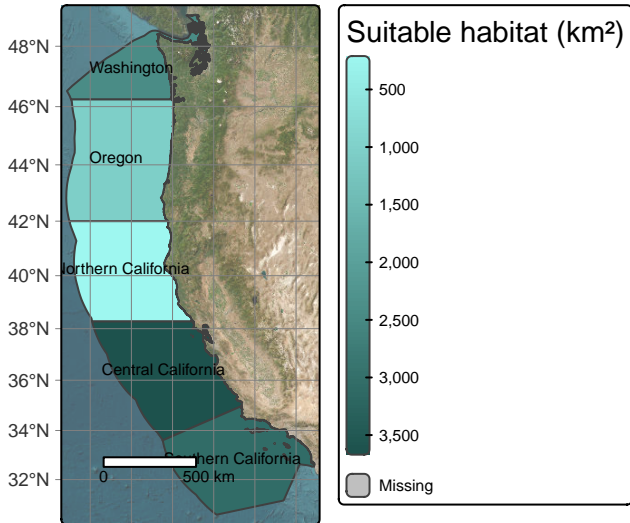 48°N
46°N
44°N
42°N
40°N
38°N
36°N
34°N
32°N
Washington
Oregon
Northern California
Central California
Southern California
0
500 km
Suitable habitat (km²)
500
1,000
1,500
2,000
2,500
3,000
3,500
Missing